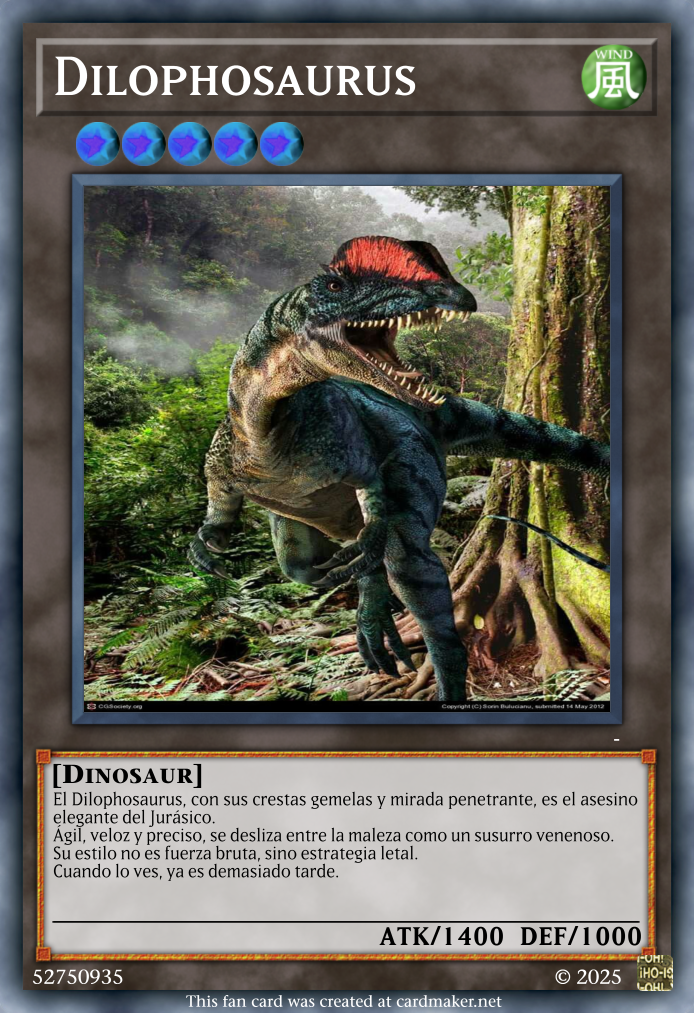 DILOPHOSAURUS
WIND
風
CGSociety.org
Copyright (C) Sorin Bulucianu, submitted 14 May 2012
-
[DINOSAUR]
El Dilophosaurus, con sus crestas gemelas y mirada penetrante, es el asesino
elegante del Jurásico.
Ágil, veloz y preciso, se desliza entre la maleza como un susurro venenoso.
Su estilo no es fuerza bruta, sino estrategia letal.
Cuando lo ves, ya es demasiado tarde.
ATK/1400 DEF/1000
52750935
© 2025
This fan card was created at cardmaker.net